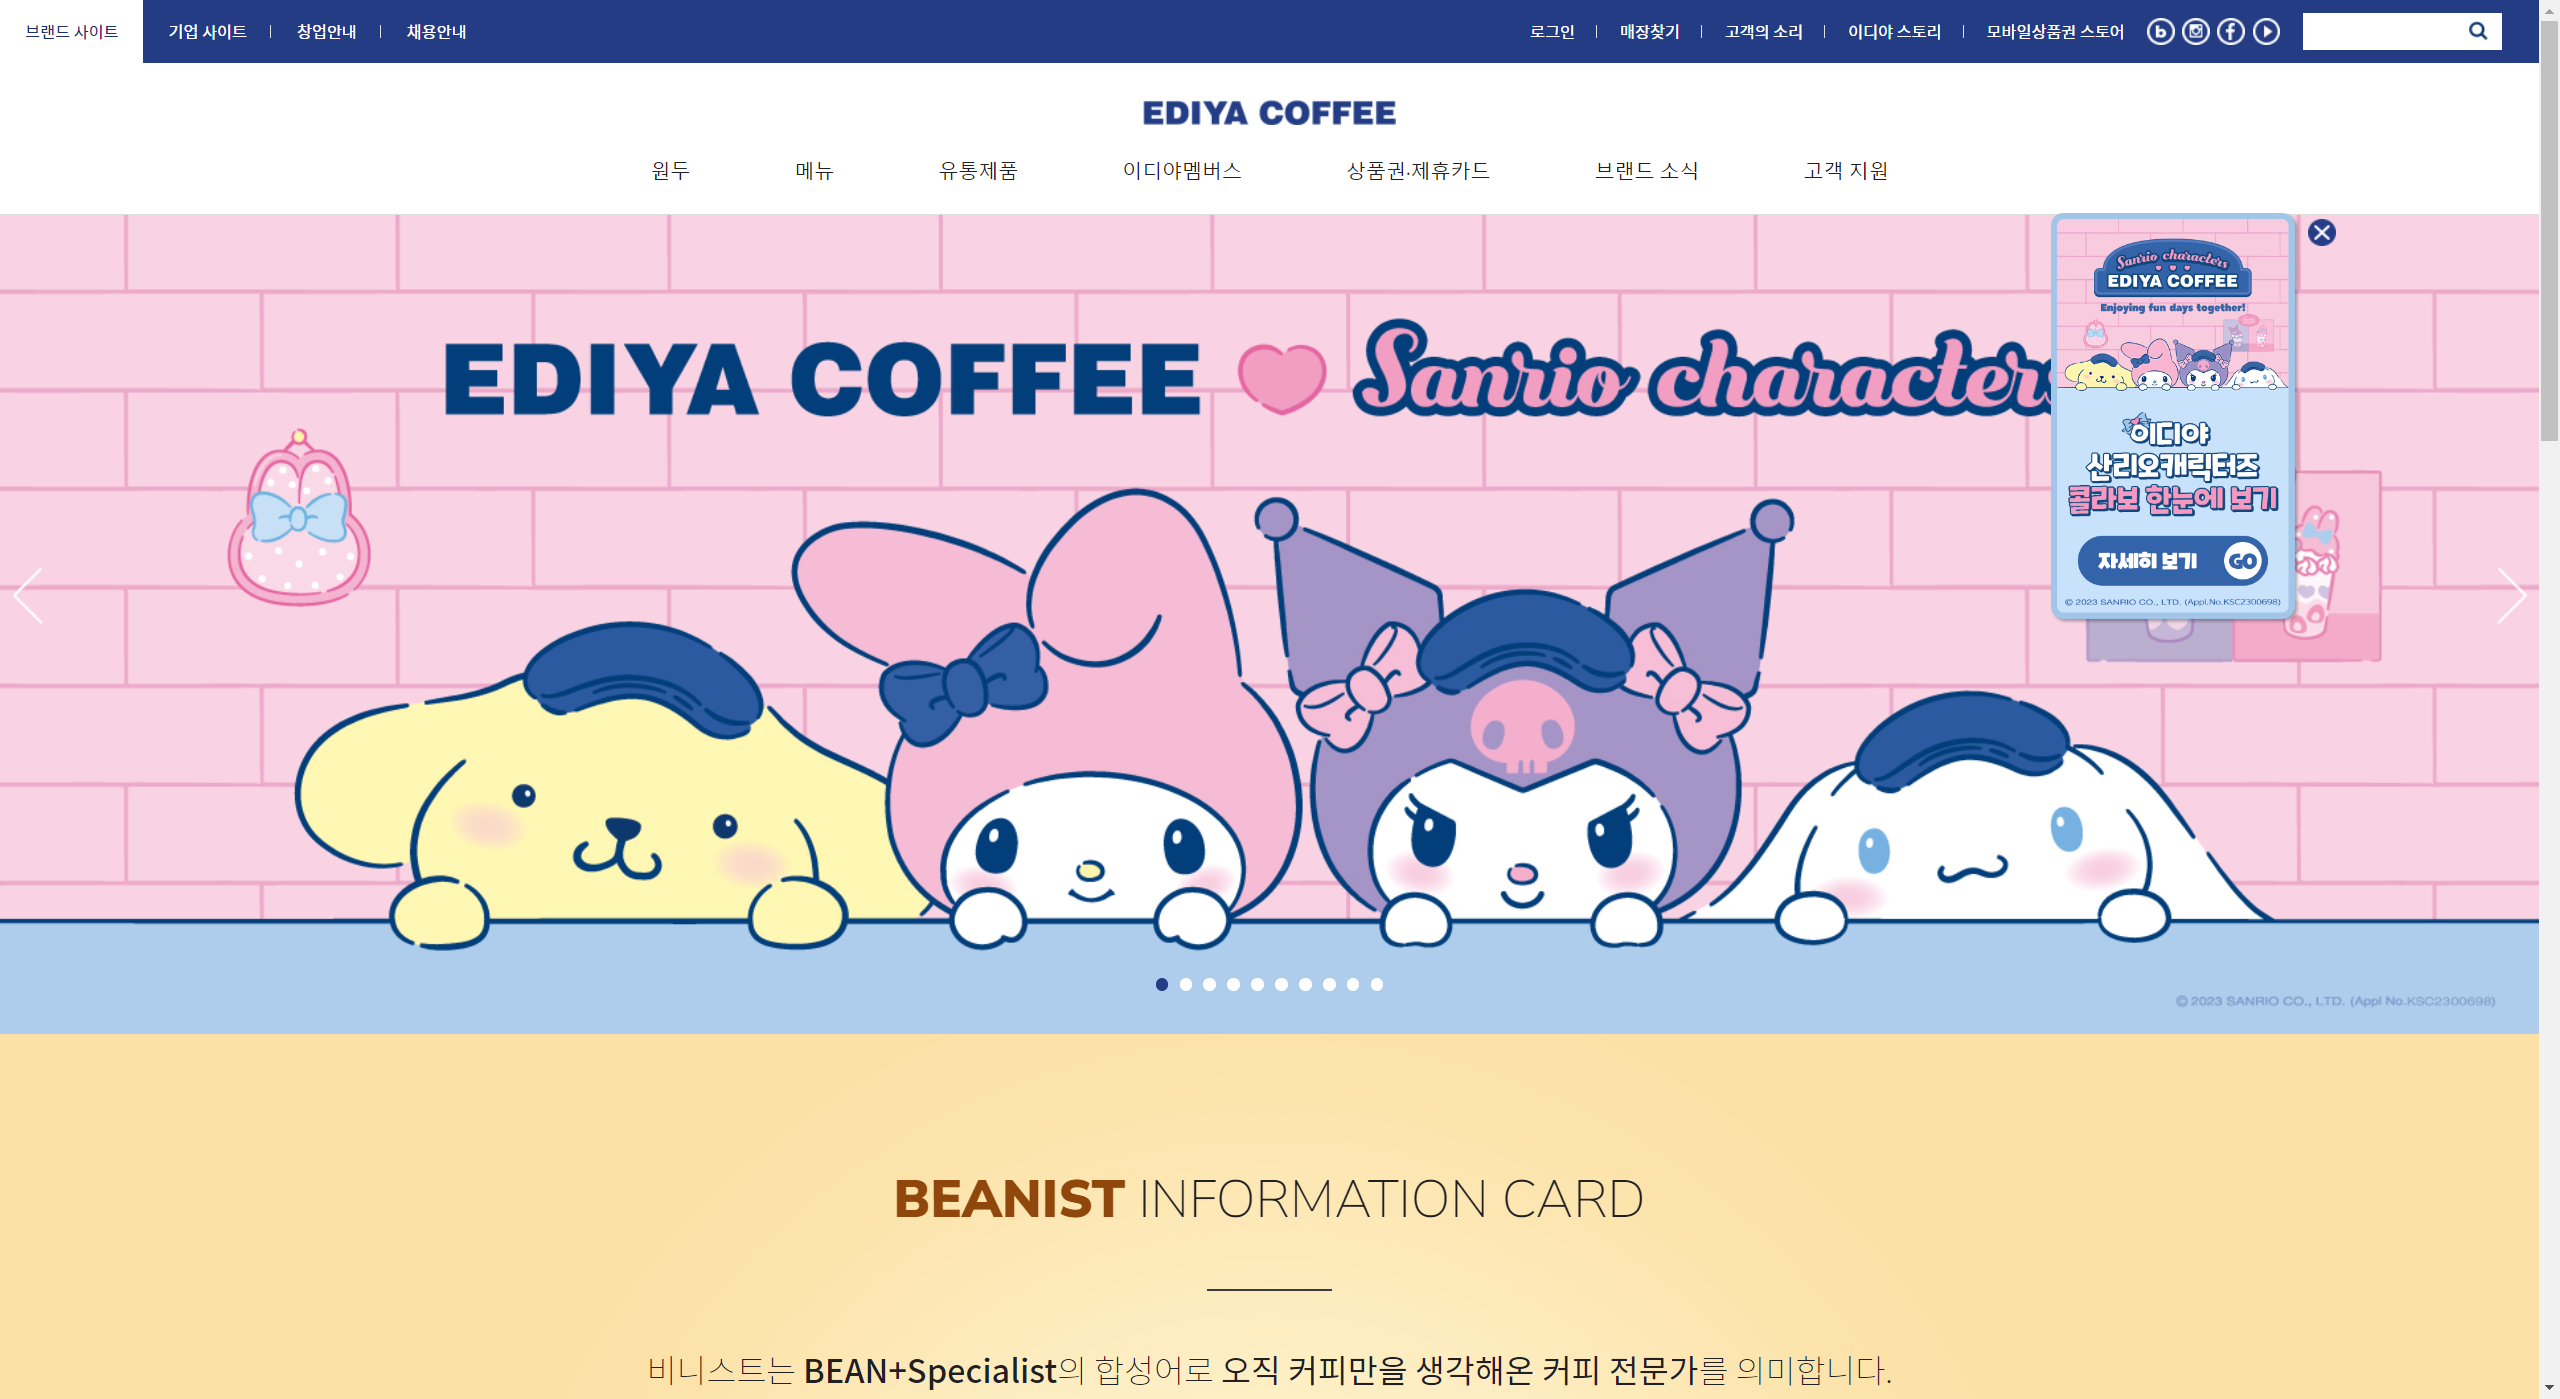 브랜드 사이트 기업 사이트 창업안내 채용안내 로그인 매장찾기 고객의 소리 이디야 스토리 모바일상품권 스토어
EDIYA COFFEE
원두 메뉴 유통제품 이디야멤버스 상품권·제휴카드 브랜드 소식 고객 지원
EDIYA COFFEE Sanrio characters
Sanrio characters
EDIYA COFFEE
Enjoying fun days together!
이디야
산리오캐릭터즈
콜라보 한눈에 보기
자세히 보기 GO
© 2023 SANRIO CO., LTD. (Appl.No.KSC2300698)
© 2023 SANRIO CO., LTD. (Appl No.KSC2300698)
BEANIST INFORMATION CARD
비니스트는 BEAN+Specialist의 합성어로 오직 커피만을 생각해온 커피 전문가를 의미합니다.